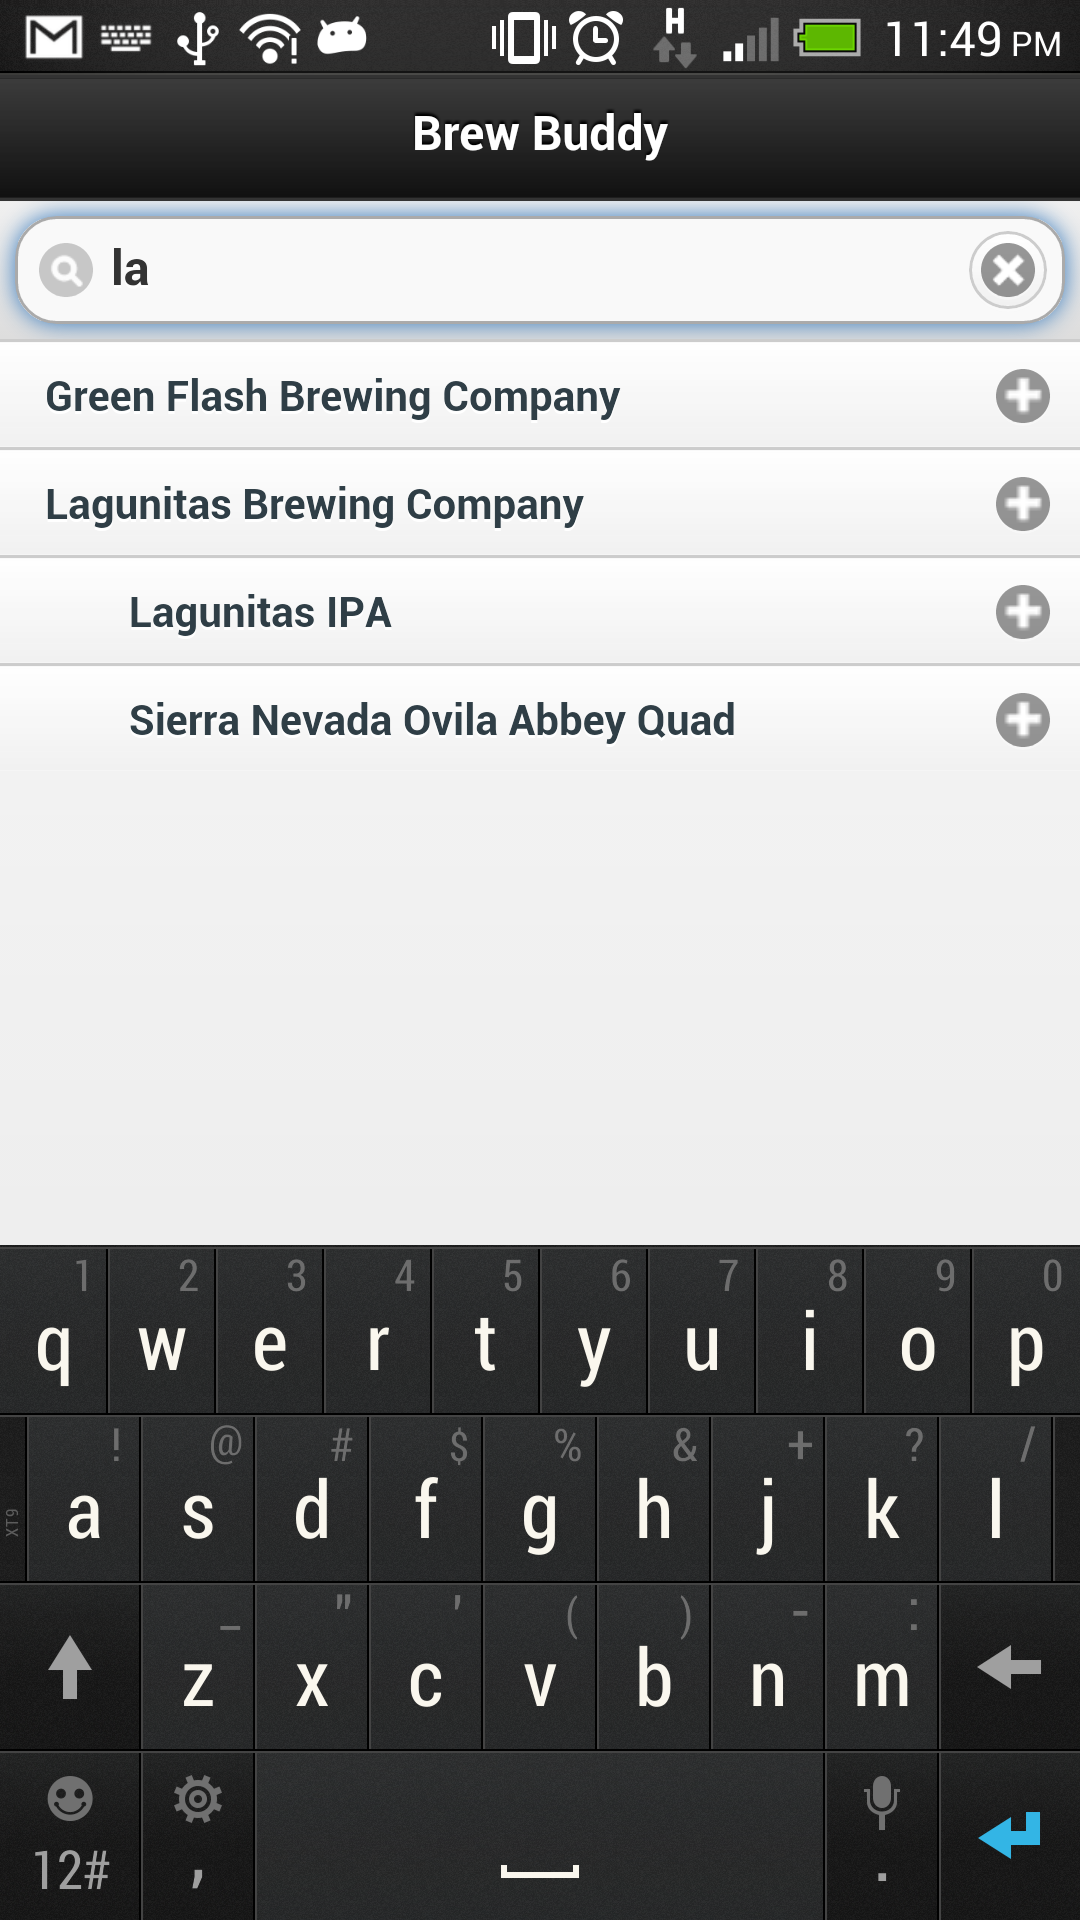 H 11:49 PM
Brew Buddy
la
Green Flash Brewing Company
Lagunitas Brewing Company
Lagunitas IPA
Sierra Nevada Ovila Abbey Quad
1 2 3 4 5 6 7 8 9 0
q w e r t y u i o p
! @ # $ % & + ? /
XT9 a s d f g h j k l
_ " ' ( ) - :
z x c v b n m
12# , .